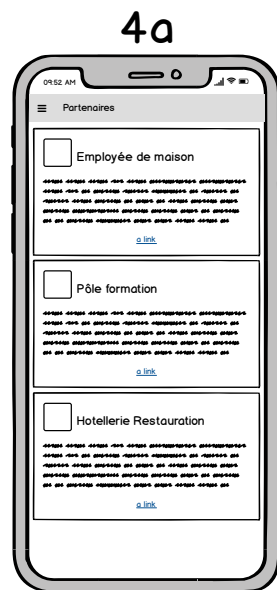 4a
09:52 AM
Partenaires
Employée de maison
a link
Pôle formation
a link
Hotellerie Restauration
a link